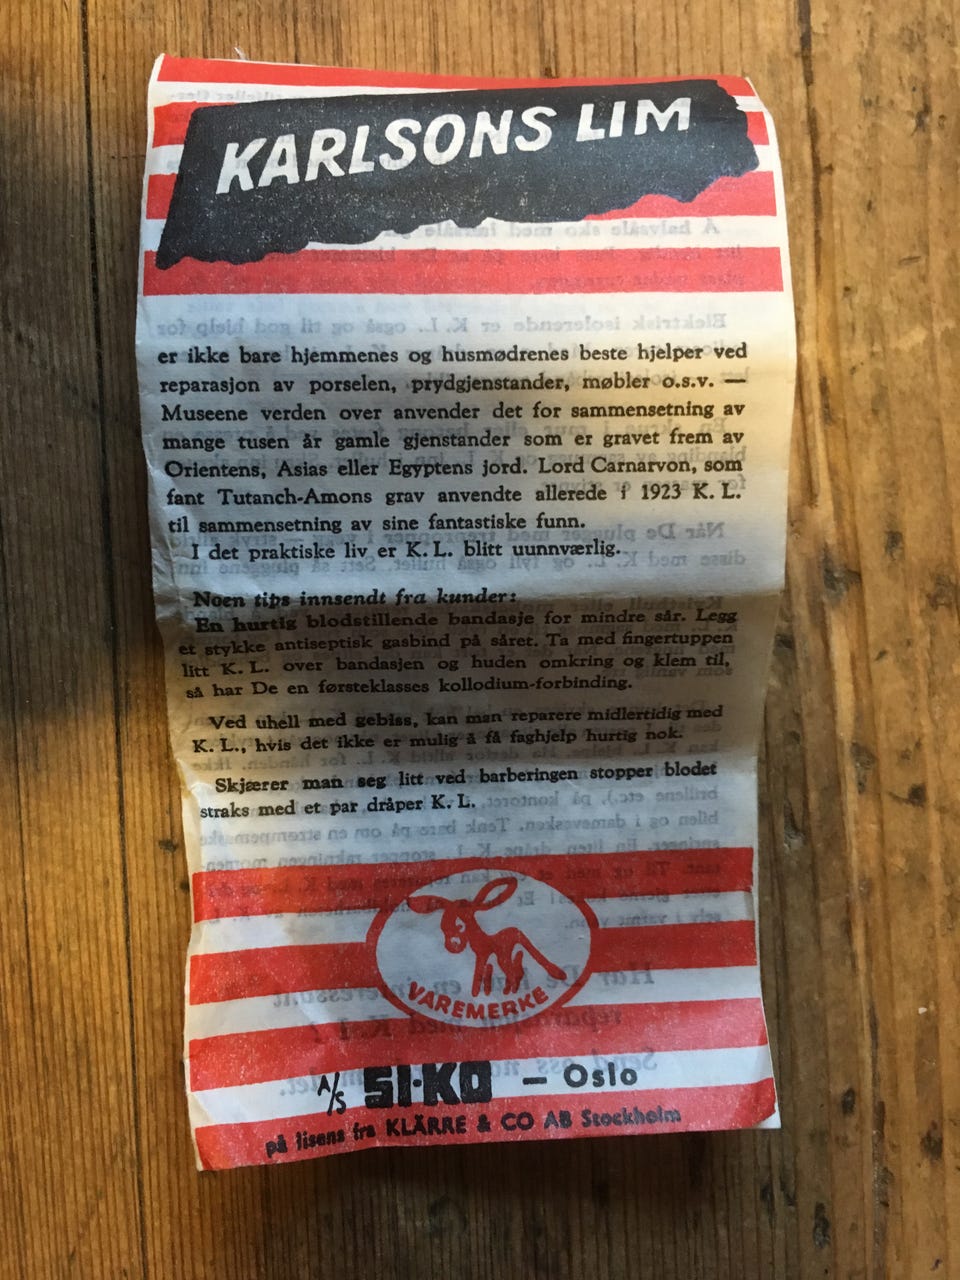 KARLSONS LIM
er ikke bare hjemmenes og husmødrenes beste hjelper ved
reparasjon av porselen, prydgjenstander, møbler o.s.v. —
Museene verden over anvender det for sammensetning av
mange tusen år gamle gjenstander som er gravet frem av
Orientens, Asias eller Egyptens jord. Lord Carnarvon, som
fant Tutanch-Amons grav anvendte allerede i 1923 K. L.
til sammensetning av sine fantastiske funn.
I det praktiske liv er K. L. blitt uunnværlig.
Noen tips innsendt fra kunder:
En hurtig blodstillende bandasje for mindre sår. Legg
et stykke antiseptisk gasbind på såret. Ta med fingertuppen
litt K. L. over bandasjen og huden omkring og klem til,
så har De en førsteklasses kollodium-forbinding.
Ved uhell med gebiss, kan man reparere midlertidig med
K. L., hvis det ikke er mulig å få faghjelp hurtig nok.
Skjærer man seg litt ved barberingen stopper blodet
straks med et par dråper K. L.
VAREMERKE
A/S SI-KO — Oslo
på lisens fra KLÄRRE & CO AB Stockholm